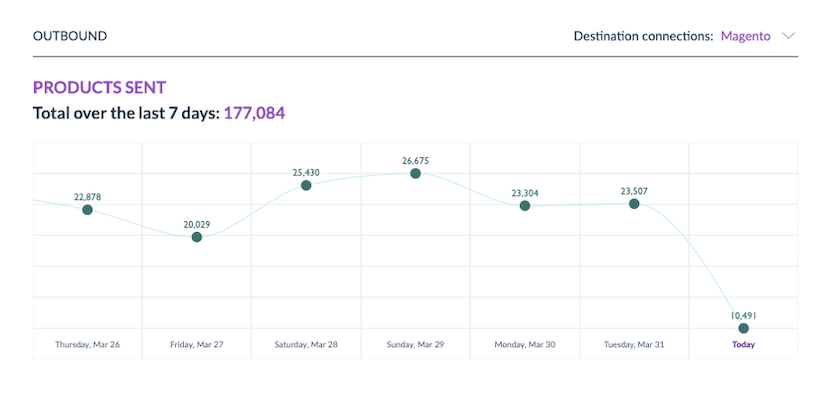 OUTBOUND
Destination connections: Magento
PRODUCTS SENT
Total over the last 7 days: 177,084
22,878
20,029
25,430
26,675
23,304
23,507
10,491
Thursday, Mar 26
Friday, Mar 27
Saturday, Mar 28
Sunday, Mar 29
Monday, Mar 30
Tuesday, Mar 31
Today